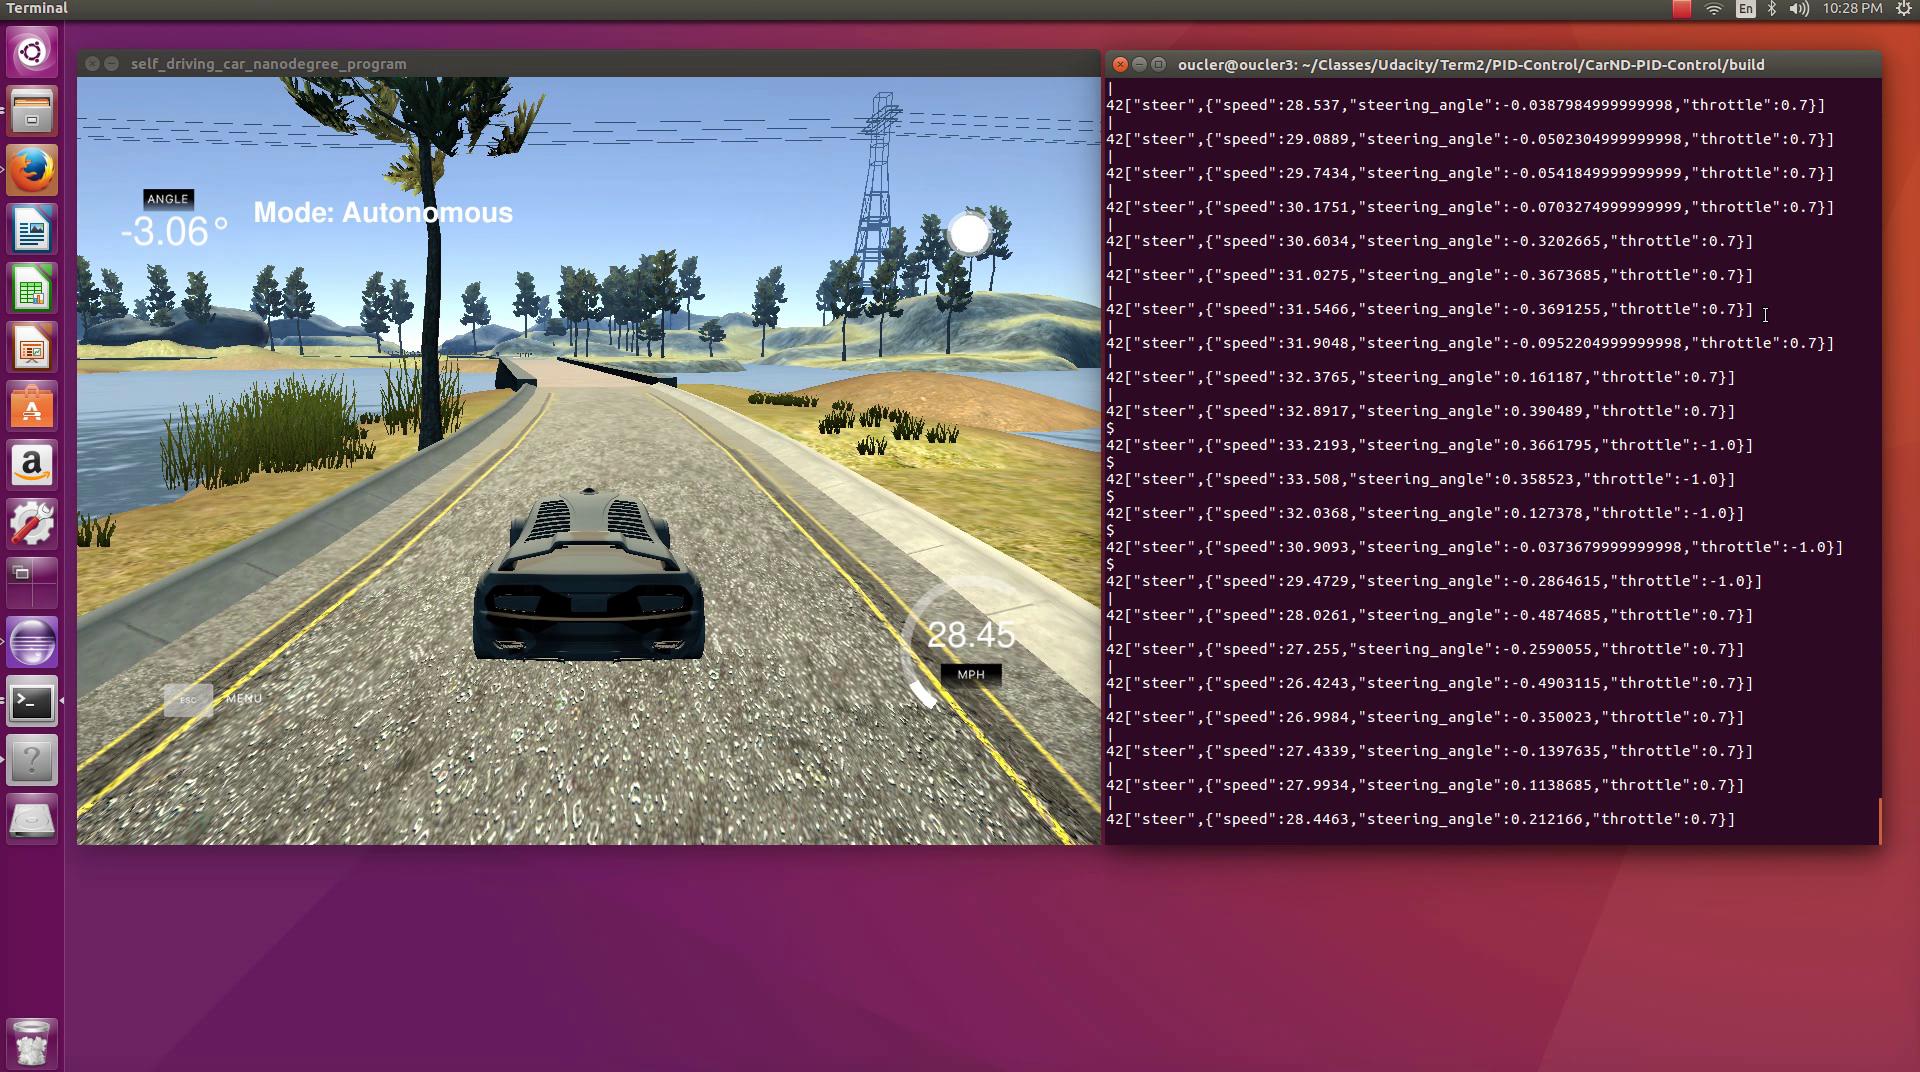 Terminal
En
10:28 PM
self_driving_car_nanodegree_program
ANGLE
-3.06°
Mode: Autonomous
28.45
MPH
ESC
MENU
oucler@oucler3: ~/Classes/Udacity/Term2/PID-Control/CarND-PID-Control/build
|
42["steer",{"speed":28.537,"steering_angle":-0.0387984999999998,"throttle":0.7}]
|
42["steer",{"speed":29.0889,"steering_angle":-0.0502304999999998,"throttle":0.7}]
|
42["steer",{"speed":29.7434,"steering_angle":-0.0541849999999999,"throttle":0.7}]
|
42["steer",{"speed":30.1751,"steering_angle":-0.0703274999999999,"throttle":0.7}]
|
42["steer",{"speed":30.6034,"steering_angle":-0.3202665,"throttle":0.7}]
|
42["steer",{"speed":31.0275,"steering_angle":-0.3673685,"throttle":0.7}]
|
42["steer",{"speed":31.5466,"steering_angle":-0.3691255,"throttle":0.7}]
|
42["steer",{"speed":31.9048,"steering_angle":-0.0952204999999998,"throttle":0.7}]
|
42["steer",{"speed":32.3765,"steering_angle":0.161187,"throttle":0.7}]
|
42["steer",{"speed":32.8917,"steering_angle":0.390489,"throttle":0.7}]
$
42["steer",{"speed":33.2193,"steering_angle":0.3661795,"throttle":-1.0}]
$
42["steer",{"speed":33.508,"steering_angle":0.358523,"throttle":-1.0}]
$
42["steer",{"speed":32.0368,"steering_angle":0.127378,"throttle":-1.0}]
$
42["steer",{"speed":30.9093,"steering_angle":-0.0373679999999998,"throttle":-1.0}]
$
42["steer",{"speed":29.4729,"steering_angle":-0.2864615,"throttle":-1.0}]
|
42["steer",{"speed":28.0261,"steering_angle":-0.4874685,"throttle":0.7}]
|
42["steer",{"speed":27.255,"steering_angle":-0.2590055,"throttle":0.7}]
|
42["steer",{"speed":26.4243,"steering_angle":-0.4903115,"throttle":0.7}]
|
42["steer",{"speed":26.9984,"steering_angle":-0.350023,"throttle":0.7}]
|
42["steer",{"speed":27.4339,"steering_angle":-0.1397635,"throttle":0.7}]
|
42["steer",{"speed":27.9934,"steering_angle":0.1138685,"throttle":0.7}]
|
42["steer",{"speed":28.4463,"steering_angle":0.212166,"throttle":0.7}]